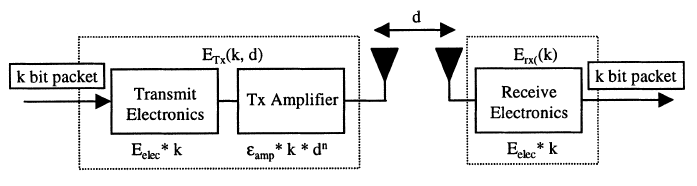 d
E_Tx(k, d)
E_rx((k)
k bit packet
Transmit
Electronics
Tx Amplifier
Receive
Electronics
k bit packet
E_elec* k
ε_amp* k * d^n
E_elec* k